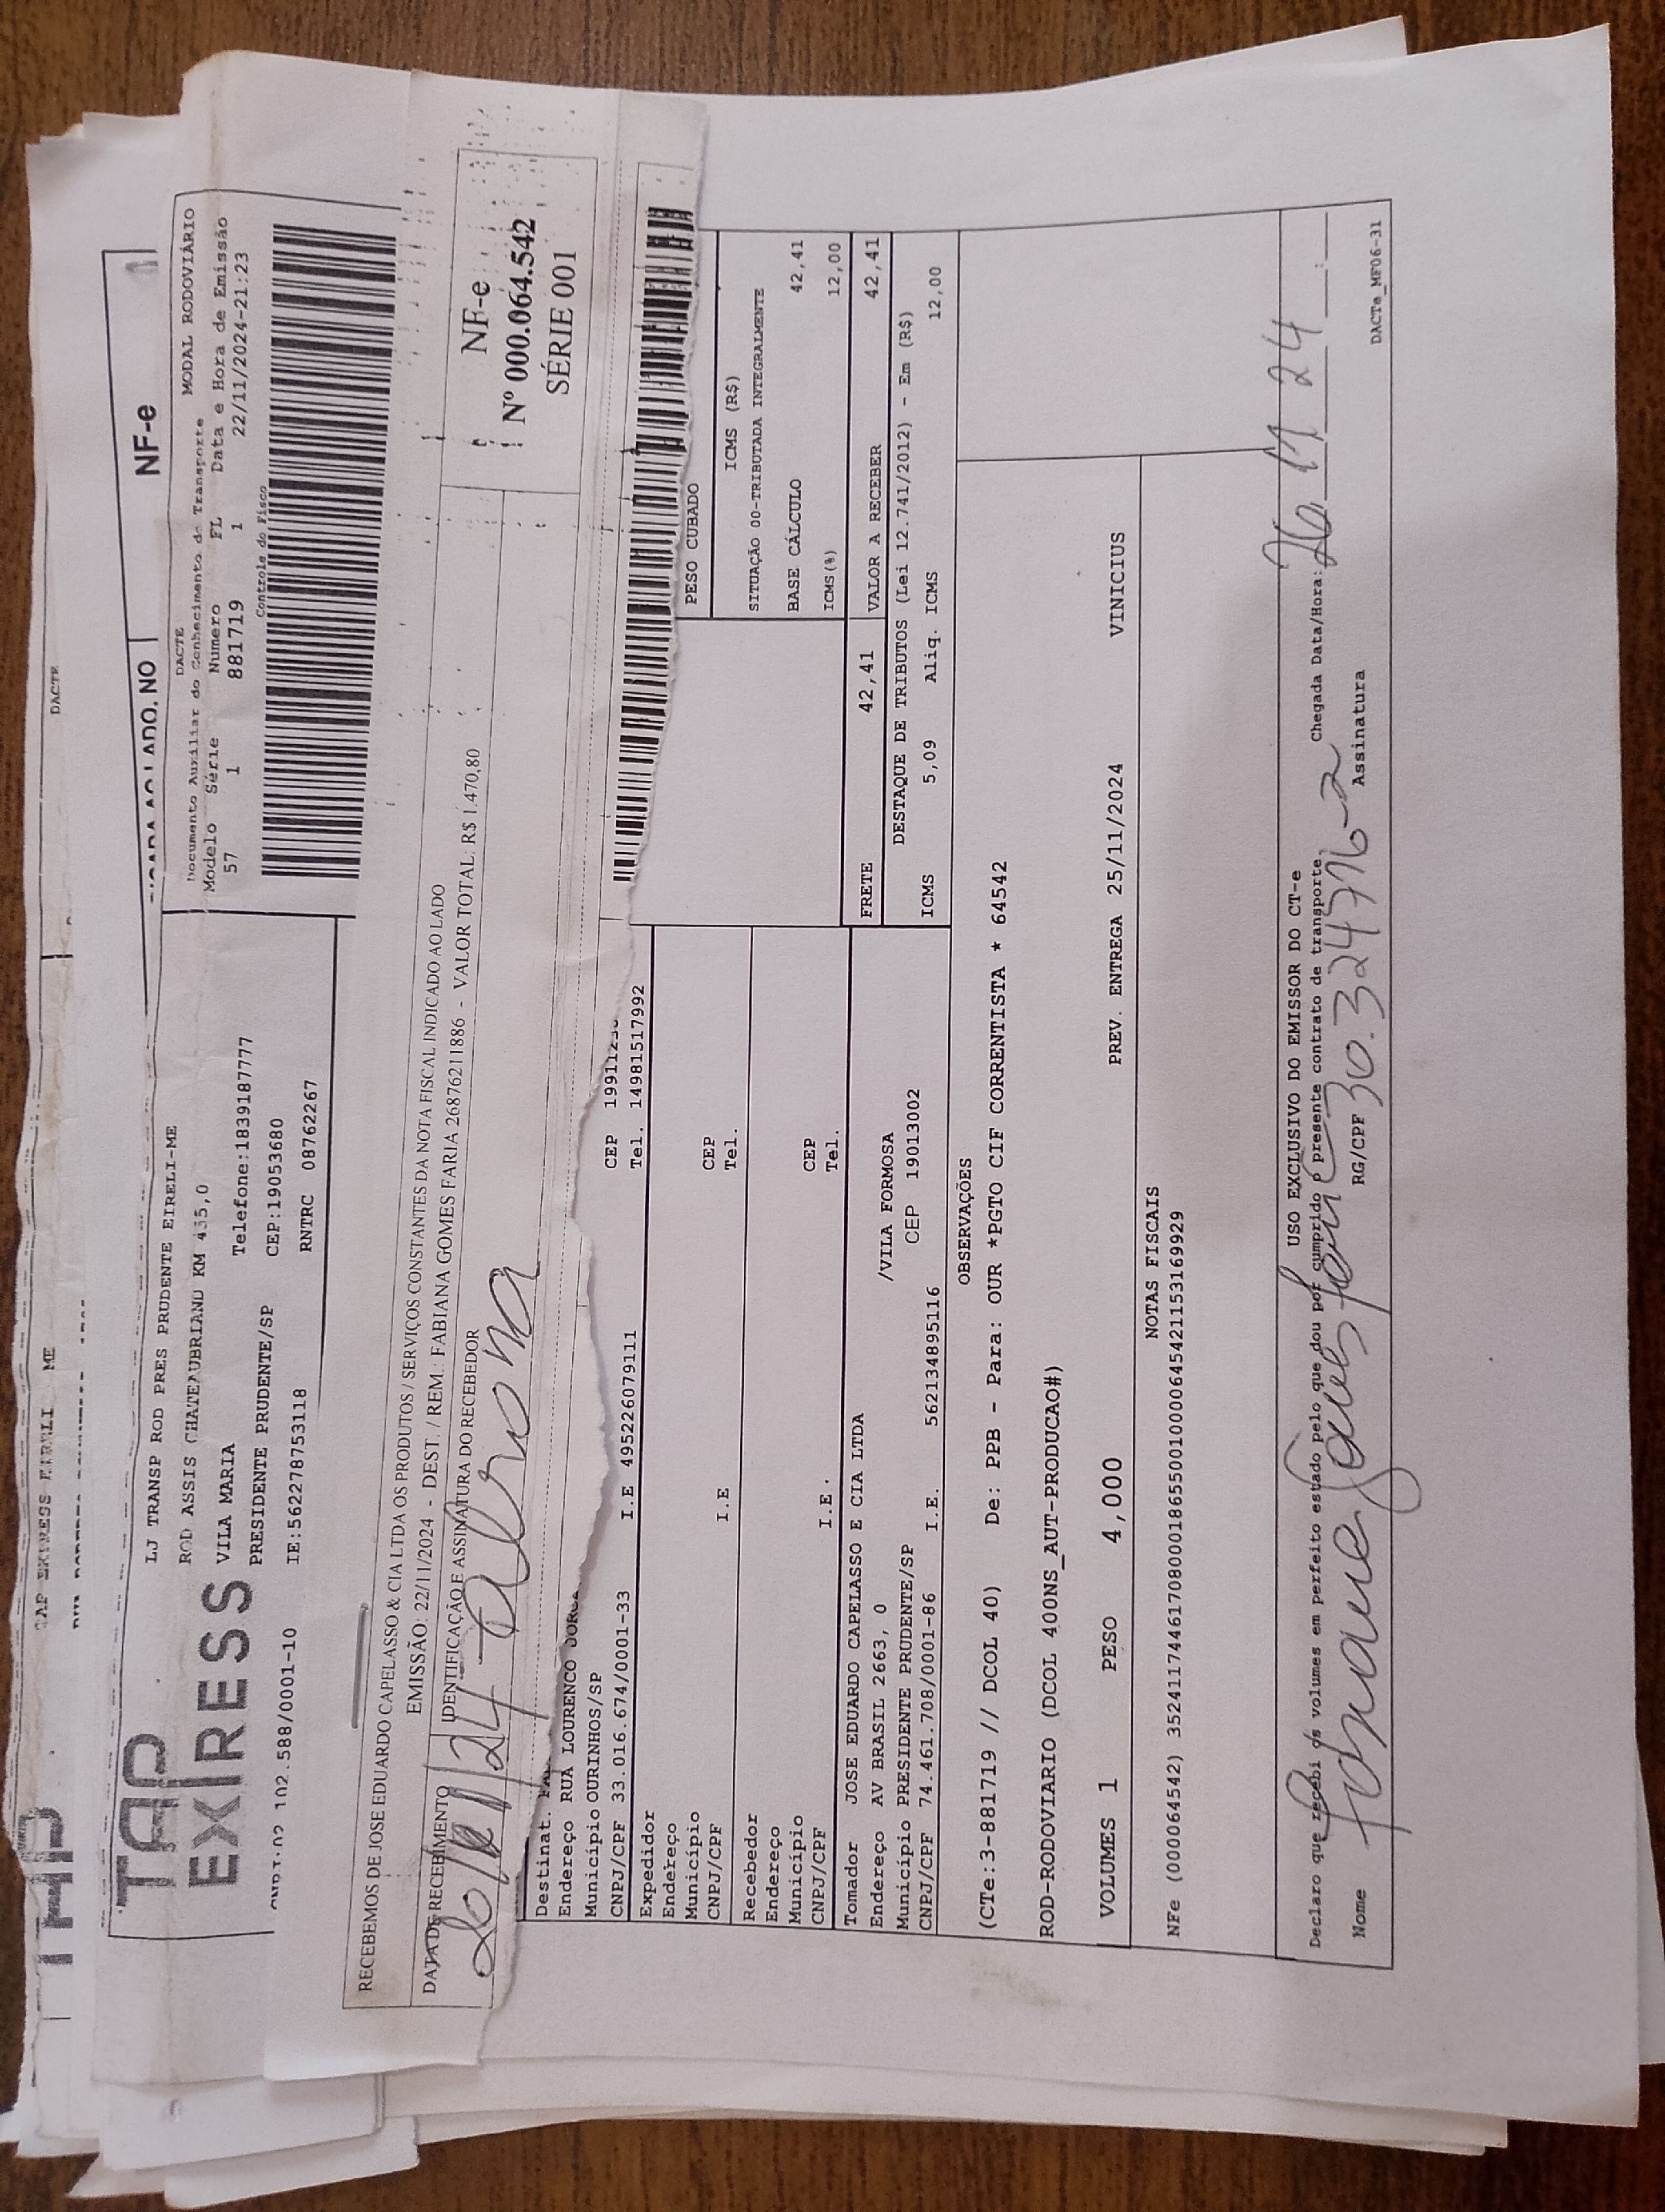 DACTE
TAP EXPRESS EIRELI ME
NF-e
TAP
EXPRESS
LJ TRANSP ROD PRES PRUDENTE EIRELI-ME
ROD ASSIS CHATEAUBRIAND KM 455,0
VILA MARIA Telefone:1839187777
PRESIDENTE PRUDENTE/SP CEP:19053680
IE:562278753118 RNTRC 08762267
102.588/0001-10
DACTE MODAL RODOVIÁRIO
Documento Auxiliar do Conhecimento de Transporte
Modelo Série Numero FL Data e Hora de Emissão
57 1 881719 1 22/11/2024-21:23
Controle do Fisco
RECEBEMOS DE JOSE EDUARDO CAPELASSO & CIA LTDA OS PRODUTOS / SERVIÇOS CONSTANTES DA NOTA FISCAL INDICADO AO LADO
EMISSÃO: 22/11/2024 - DEST. / REM.: FABIANA GOMES FARIA 26876211886 - VALOR TOTAL: R$ 1.470,80
DATA DE RECEBIMENTO
IDENTIFICAÇÃO E ASSINATURA DO RECEBEDOR
NF-e
Nº 000.064.542
SÉRIE 001
Destinat.
Endereço RUA LOURENCO JORGE
Município OURINHOS/SP CEP
CNPJ/CPF 33.016.674/0001-33 I.E 495226079111 Tel. 14981517992
Expedidor
Endereço
Município CEP
CNPJ/CPF I.E Tel.
Recebedor
Endereço
Município CEP
CNPJ/CPF I.E. Tel.
Tomador JOSE EDUARDO CAPELASSO E CIA LTDA
Endereço AV BRASIL 2663, 0 /VILA FORMOSA
Município PRESIDENTE PRUDENTE/SP CEP 19013002
CNPJ/CPF 74.461.708/0001-86 I.E. 562134895116
PESO CUBADO
ICMS (R$)
SITUAÇÃO 00-TRIBUTADA INTEGRALMENTE
BASE CÁLCULO 42,41
ICMS(%) 12,00
FRETE 42,41 VALOR A RECEBER 42,41
DESTAQUE DE TRIBUTOS (Lei 12.741/2012) - Em (R$)
ICMS 5,09 Aliq. ICMS 12,00
OBSERVAÇÕES
(CTe:3-881719 // DCOL 40) De: PPB - Para: OUR *PGTO CIF CORRENTISTA * 64542
ROD-RODOVIARIO (DCOL 400NS_AUT-PRODUCAO#)
VOLUMES 1 PESO 4,000 PREV. ENTREGA 25/11/2024 VINICIUS
NOTAS FISCAIS
NFe (000064542) 35241174461708000186550010000645421153169929
USO EXCLUSIVO DO EMISSOR DO CT-e
Declaro que recebi os volumes em perfeito estado pelo que dou por cumprido o presente contrato de transporte. Chegada Data/Hora: 26 11 24
Nome RG/CPF 30.324776-2 Assinatura
DACTe_MF06-31